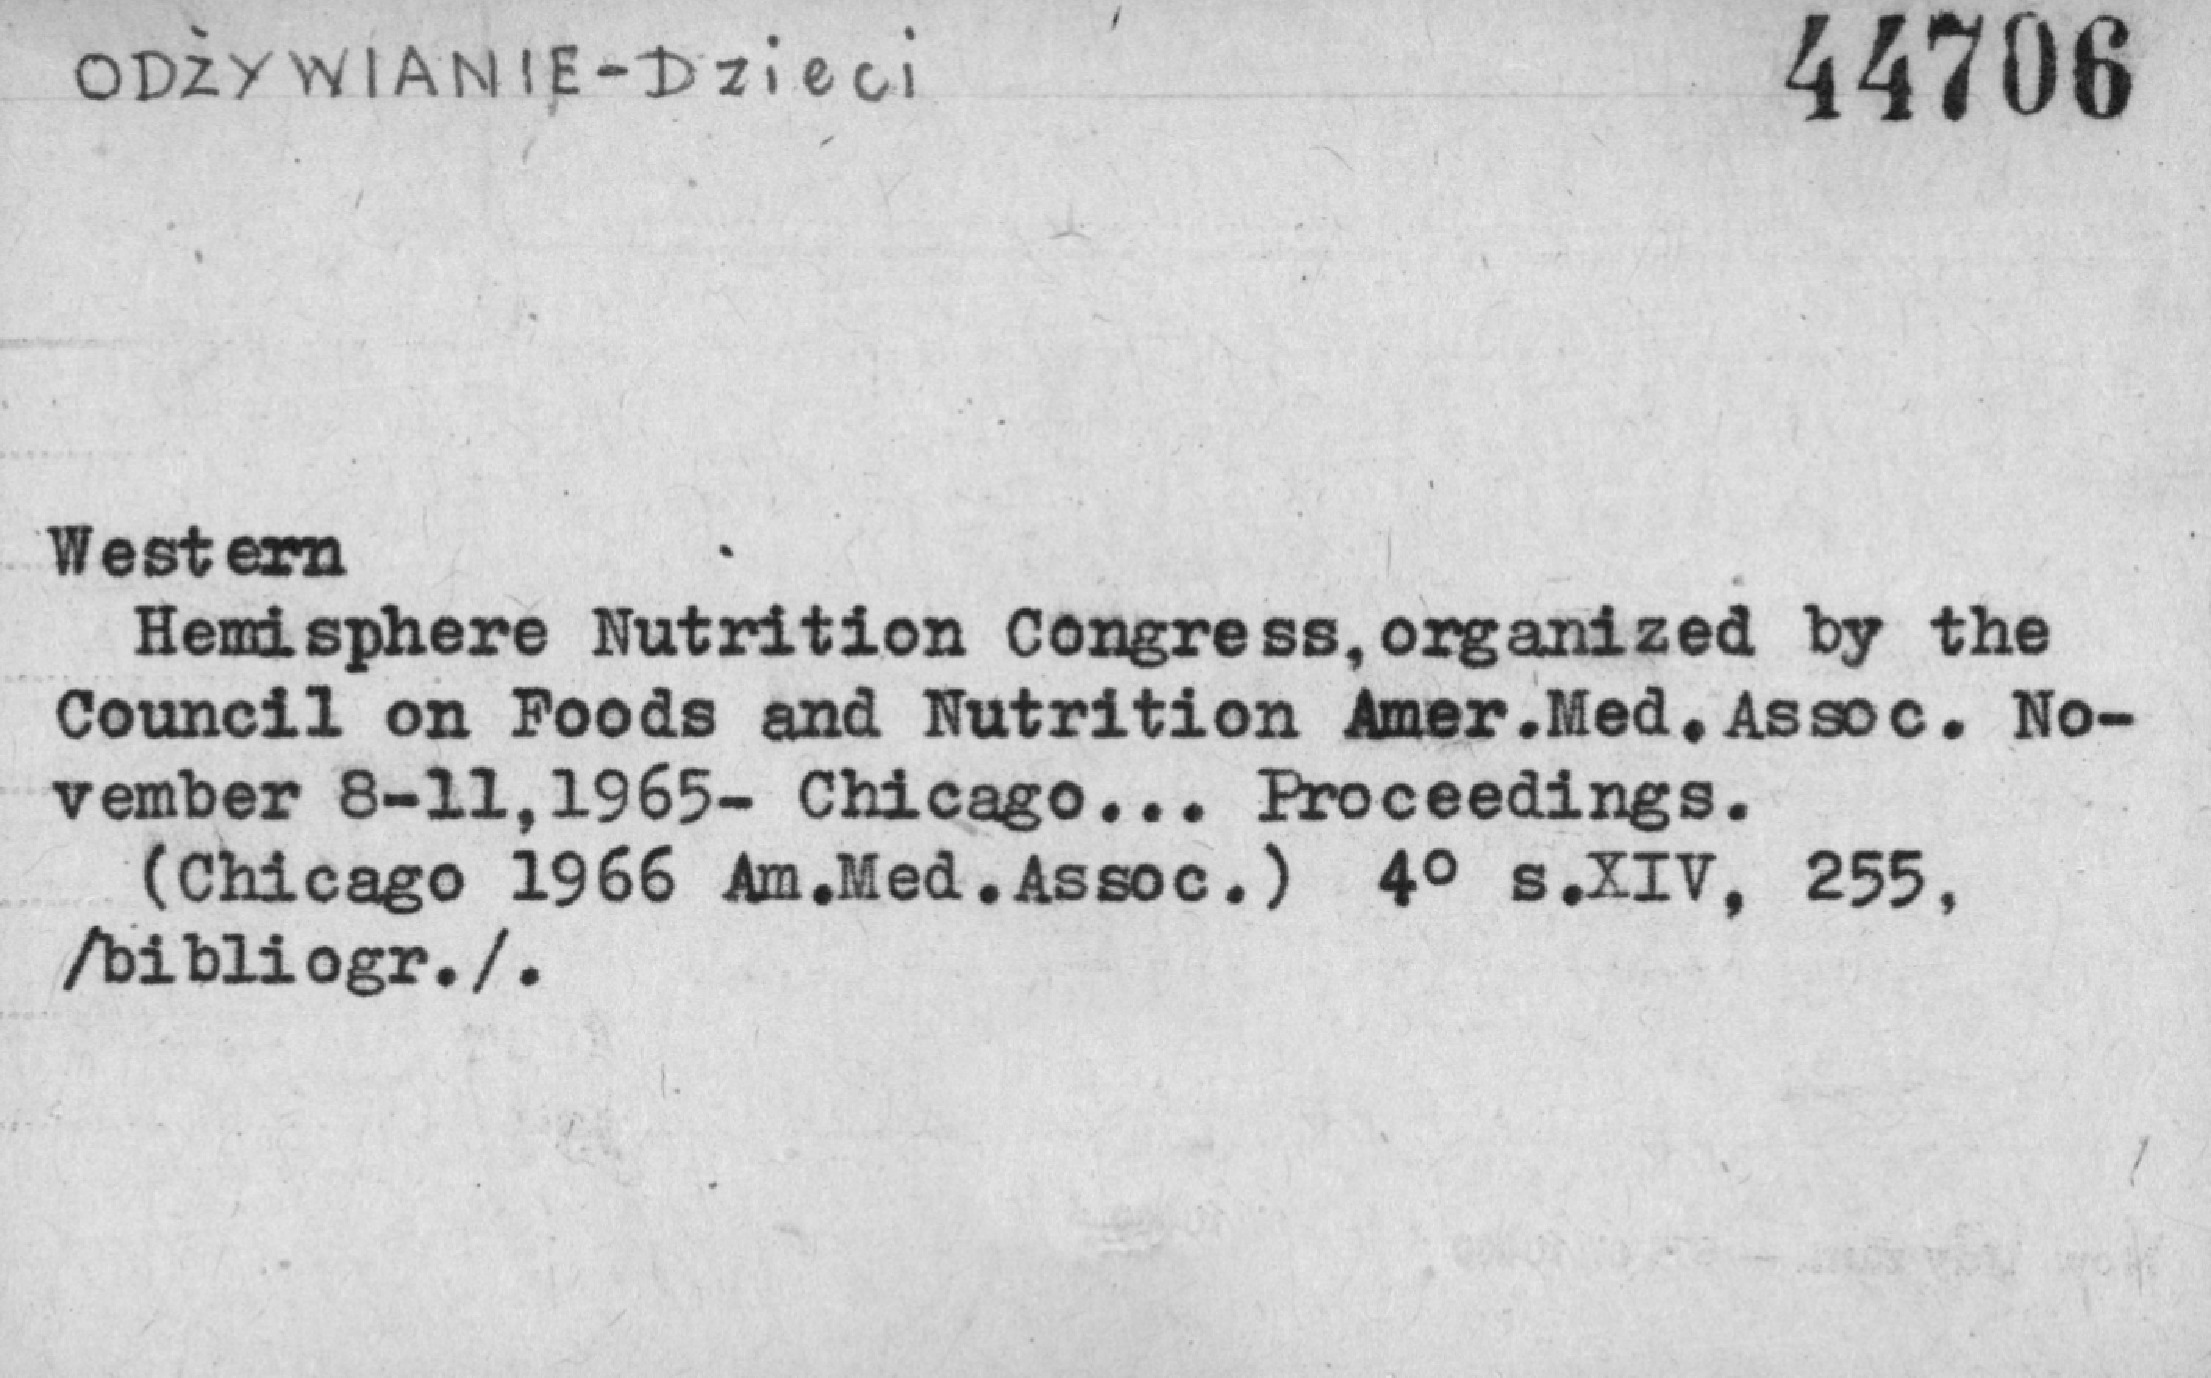 ODŻYWIANIE-Dzieci
44706
Western
Hemisphere Nutrition Congress,organized by the
Council on Foods and Nutrition Amer.Med.Assoc. No-
vember 8-11,1965- Chicago... Proceedings.
(Chicago 1966 Am.Med.Assoc.) 4º s.XIV, 255,
/bibliogr./.